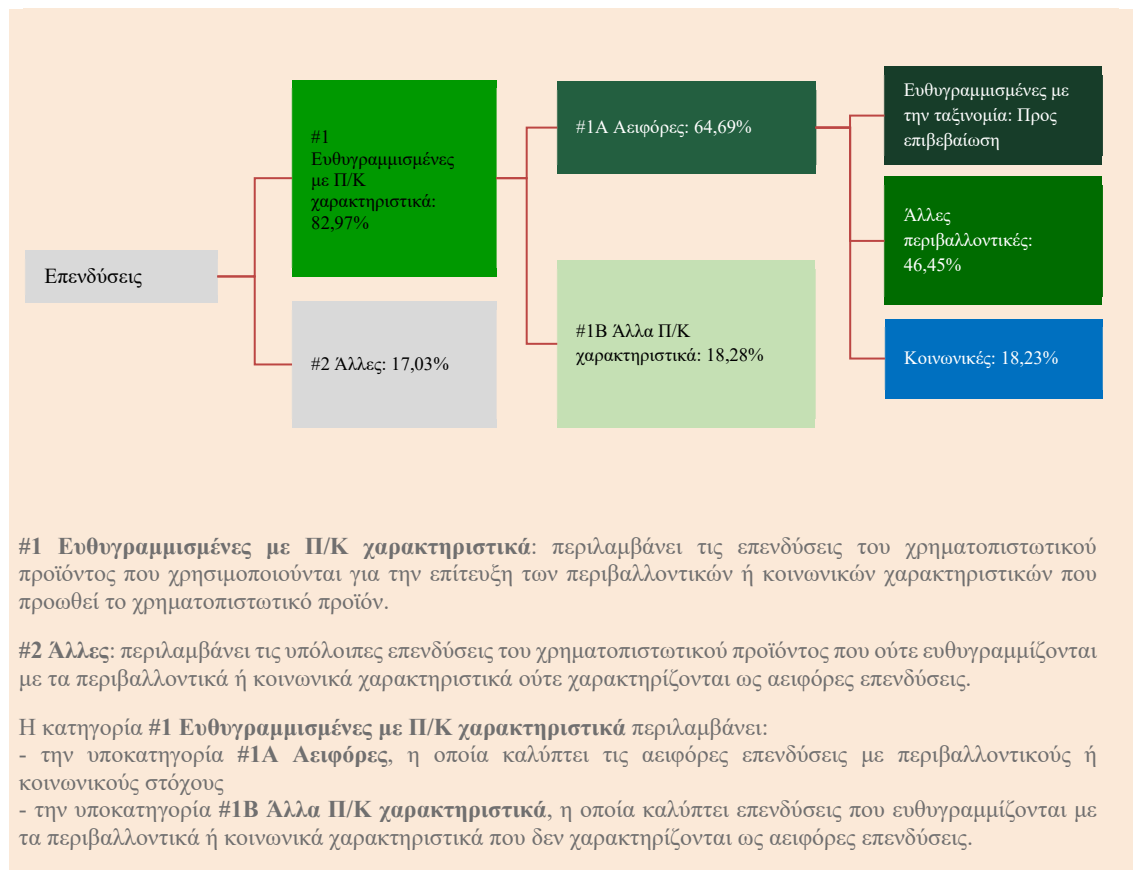 Επενδύσεις
#1
Ευθυγραμμισμένες
με Π/Κ
χαρακτηριστικά:
82,97%
#2 Άλλες: 17,03%
#1A Αειφόρες: 64,69%
#1B Άλλα Π/Κ
χαρακτηριστικά: 18,28%
Ευθυγραμμισμένες με
την ταξινομία: Προς
επιβεβαίωση
Άλλες
περιβαλλοντικές:
46,45%
Κοινωνικές: 18,23%
#1 Ευθυγραμμισμένες με Π/Κ χαρακτηριστικά: περιλαμβάνει τις επενδύσεις του χρηματοπιστωτικού
προϊόντος που χρησιμοποιούνται για την επίτευξη των περιβαλλοντικών ή κοινωνικών χαρακτηριστικών που
προωθεί το χρηματοπιστωτικό προϊόν.
#2 Άλλες: περιλαμβάνει τις υπόλοιπες επενδύσεις του χρηματοπιστωτικού προϊόντος που ούτε ευθυγραμμίζονται
με τα περιβαλλοντικά ή κοινωνικά χαρακτηριστικά ούτε χαρακτηρίζονται ως αειφόρες επενδύσεις.
Η κατηγορία #1 Ευθυγραμμισμένες με Π/Κ χαρακτηριστικά περιλαμβάνει:
- την υποκατηγορία #1A Αειφόρες, η οποία καλύπτει τις αειφόρες επενδύσεις με περιβαλλοντικούς ή
κοινωνικούς στόχους
- την υποκατηγορία #1B Άλλα Π/Κ χαρακτηριστικά, η οποία καλύπτει επενδύσεις που ευθυγραμμίζονται με
τα περιβαλλοντικά ή κοινωνικά χαρακτηριστικά που δεν χαρακτηρίζονται ως αειφόρες επενδύσεις.